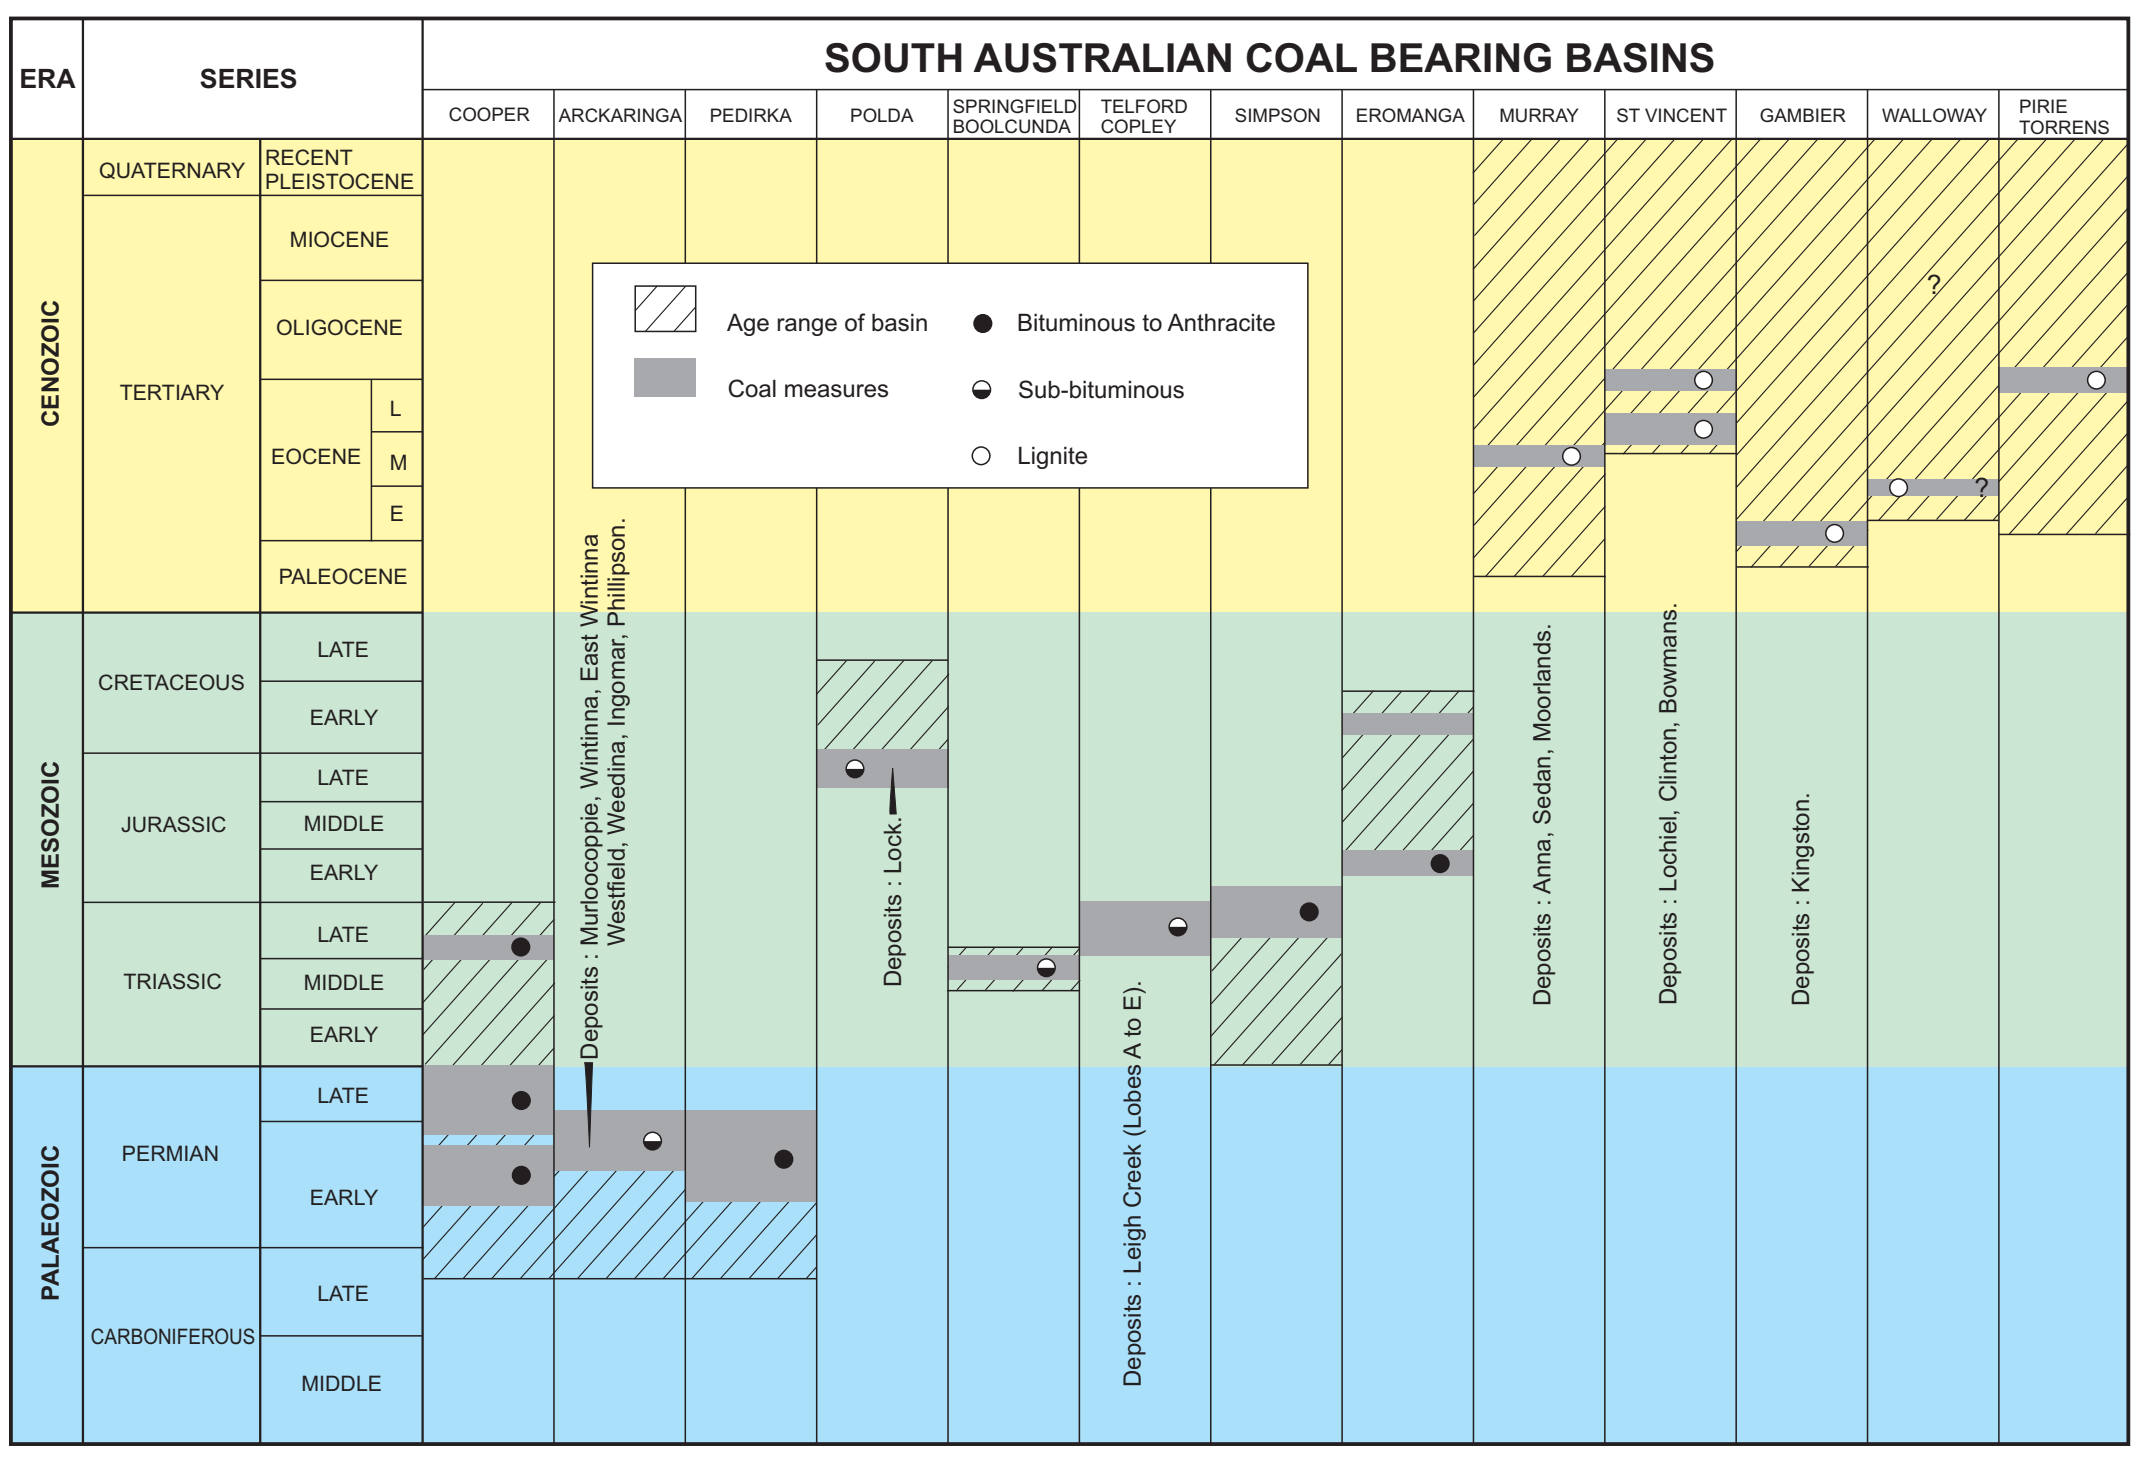 SOUTH AUSTRALIAN COAL BEARING BASINS
ERA
SERIES
COOPER
ARCKARINGA
PEDIRKA
POLDA
SPRINGFIELD
BOOLCUNDA
TELFORD
COPLEY
SIMPSON
EROMANGA
MURRAY
ST VINCENT
GAMBIER
WALLOWAY
PIRIE
TORRENS
CENOZOIC
QUATERNARY
RECENT
PLEISTOCENE
TERTIARY
MIOCENE
OLIGOCENE
EOCENE
L
M
E
PALEOCENE
MESOZOIC
CRETACEOUS
LATE
EARLY
JURASSIC
LATE
MIDDLE
EARLY
TRIASSIC
LATE
MIDDLE
EARLY
PALAEOZOIC
PERMIAN
LATE
EARLY
CARBONIFEROUS
LATE
MIDDLE
Age range of basin
Coal measures
Bituminous to Anthracite
Sub-bituminous
Lignite
Deposits : Murloocoppie, Wintinna, East Wintinna
Westfield, Weedina, Ingomar, Phillipson.
Deposits : Lock.
Deposits : Leigh Creek (Lobes A to E).
Deposits : Anna, Sedan, Moorlands.
Deposits : Lochiel, Clinton, Bowmans.
Deposits : Kingston.
?
?